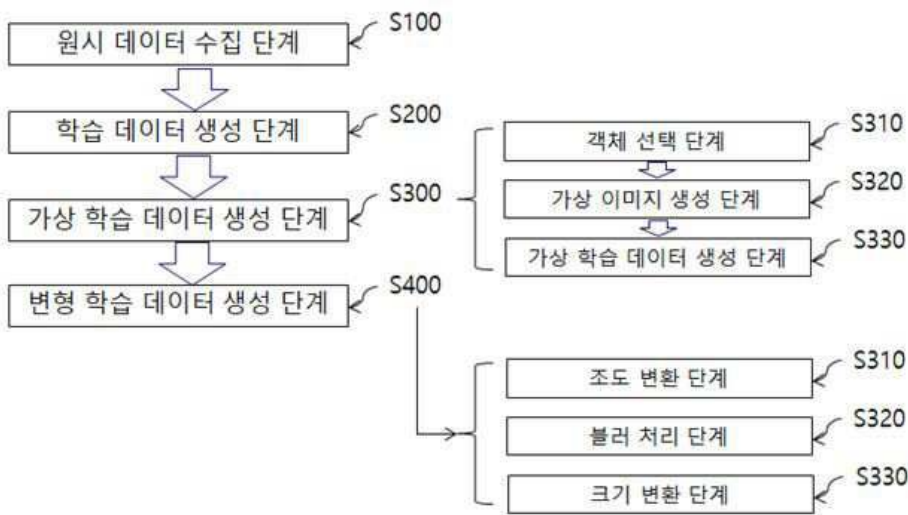 원시 데이터 수집 단계
S100
학습 데이터 생성 단계
S200
가상 학습 데이터 생성 단계
S300
변형 학습 데이터 생성 단계
S400
객체 선택 단계
S310
가상 이미지 생성 단계
S320
가상 학습 데이터 생성 단계
S330
조도 변환 단계
S310
블러 처리 단계
S320
크기 변환 단계
S330